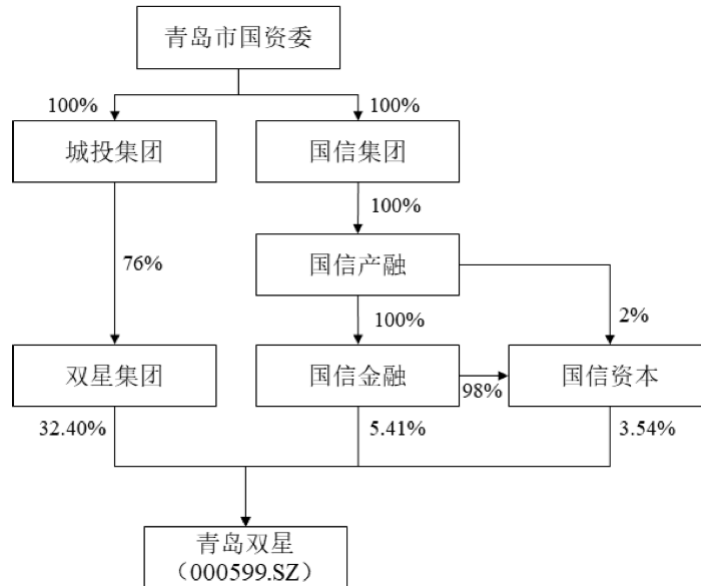 青岛市国资委
100%
100%
城投集团
国信集团
100%
国信产融
76%
100%
2%
双星集团
国信金融
98%
国信资本
32.40%
5.41%
3.54%
青岛双星
（000599.SZ）